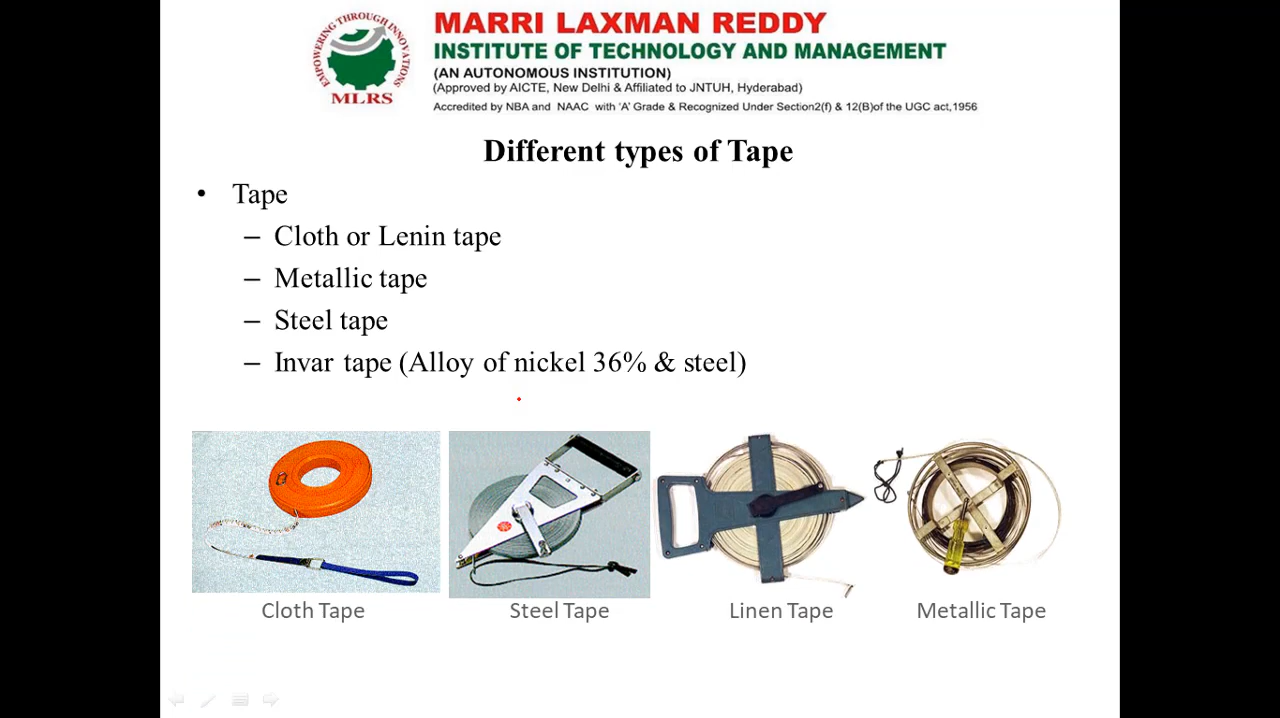 EMPOWERING THROUGH INNOVATIONS
MLRS
MARRI LAXMAN REDDY
INSTITUTE OF TECHNOLOGY AND MANAGEMENT
(AN AUTONOMOUS INSTITUTION)
(Approved by AICTE, New Delhi & Affiliated to JNTUH, Hyderabad)
Accredited by NBA and NAAC with 'A' Grade & Recognized Under Section2(f) & 12(B)of the UGC act,1956
Different types of Tape
• Tape
– Cloth or Lenin tape
– Metallic tape
– Steel tape
– Invar tape (Alloy of nickel 36% & steel)
Cloth Tape
Steel Tape
Linen Tape
Metallic Tape